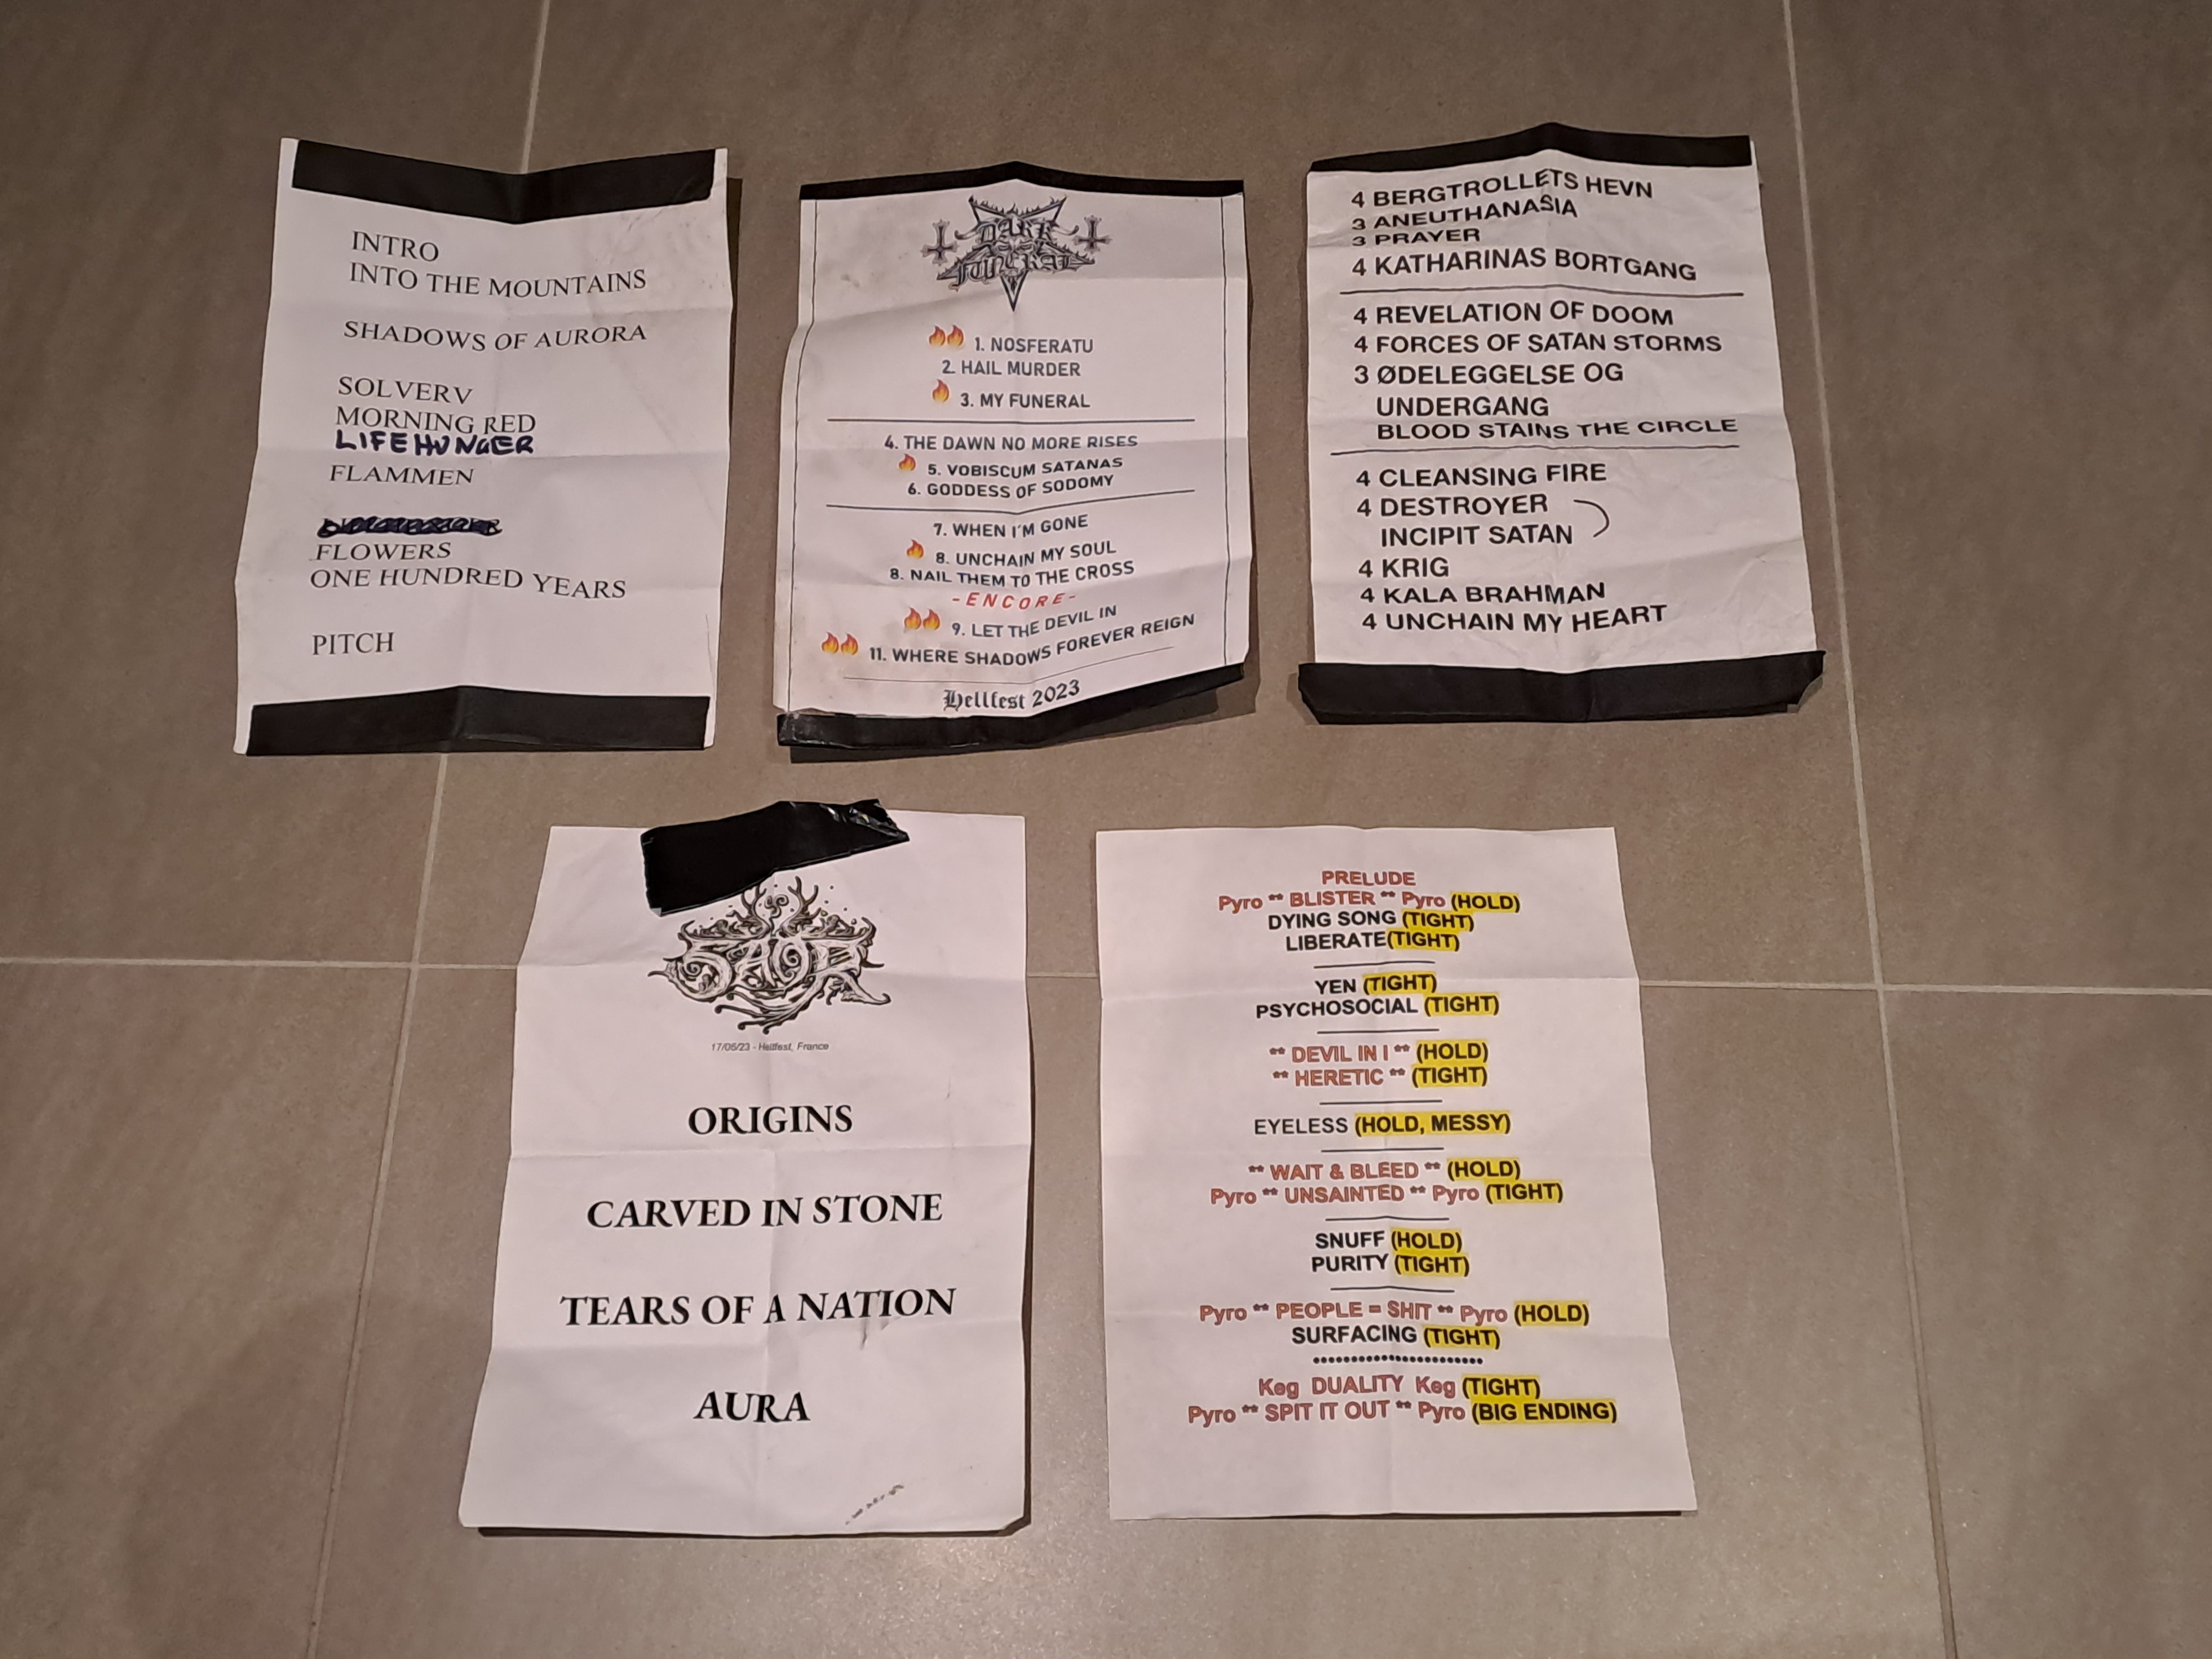 INTRO
INTO THE MOUNTAINS
SHADOWS OF AURORA
SOLVERV
MORNING RED
LIFEHUNGER
FLAMMEN
FLOWERS
ONE HUNDRED YEARS
PITCH
DARK
FUNERAL
🔥🔥 1. NOSFERATU
2. HAIL MURDER
🔥 3. MY FUNERAL
4. THE DAWN NO MORE RISES
🔥 5. VOBISCUM SATANAS
6. GODDESS OF SODOMY
7. WHEN I'M GONE
🔥 8. UNCHAIN MY SOUL
8. NAIL THEM TO THE CROSS
-ENCORE-
🔥🔥 9. LET THE DEVIL IN
🔥🔥 11. WHERE SHADOWS FOREVER REIGN
Hellfest 2023
4 BERGTROLLETS HEVN
3 ANEUTHANASIA
3 PRAYER
4 KATHARINAS BORTGANG
4 REVELATION OF DOOM
4 FORCES OF SATAN STORMS
3 ØDELEGGELSE OG
UNDERGANG
BLOOD STAINS THE CIRCLE
4 CLEANSING FIRE
4 DESTROYER
INCIPIT SATAN
4 KRIG
4 KALA BRAHMAN
4 UNCHAIN MY HEART
SAOR
17/06/23 - Hellfest, France
ORIGINS
CARVED IN STONE
TEARS OF A NATION
AURA
PRELUDE
Pyro ** BLISTER ** Pyro (HOLD)
DYING SONG (TIGHT)
LIBERATE(TIGHT)
YEN (TIGHT)
PSYCHOSOCIAL (TIGHT)
** DEVIL IN I ** (HOLD)
** HERETIC ** (TIGHT)
EYELESS (HOLD, MESSY)
** WAIT & BLEED ** (HOLD)
Pyro ** UNSAINTED ** Pyro (TIGHT)
SNUFF (HOLD)
PURITY (TIGHT)
Pyro ** PEOPLE = SHIT ** Pyro (HOLD)
SURFACING (TIGHT)
Keg DUALITY Keg (TIGHT)
Pyro ** SPIT IT OUT ** Pyro (BIG ENDING)